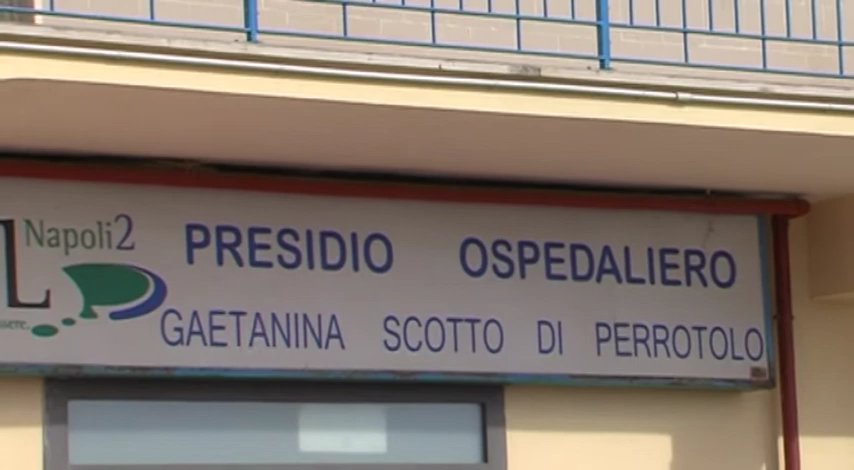 L Napoli2
PRESIDIO OSPEDALIERO
GAETANINA SCOTTO DI PERROTOLO